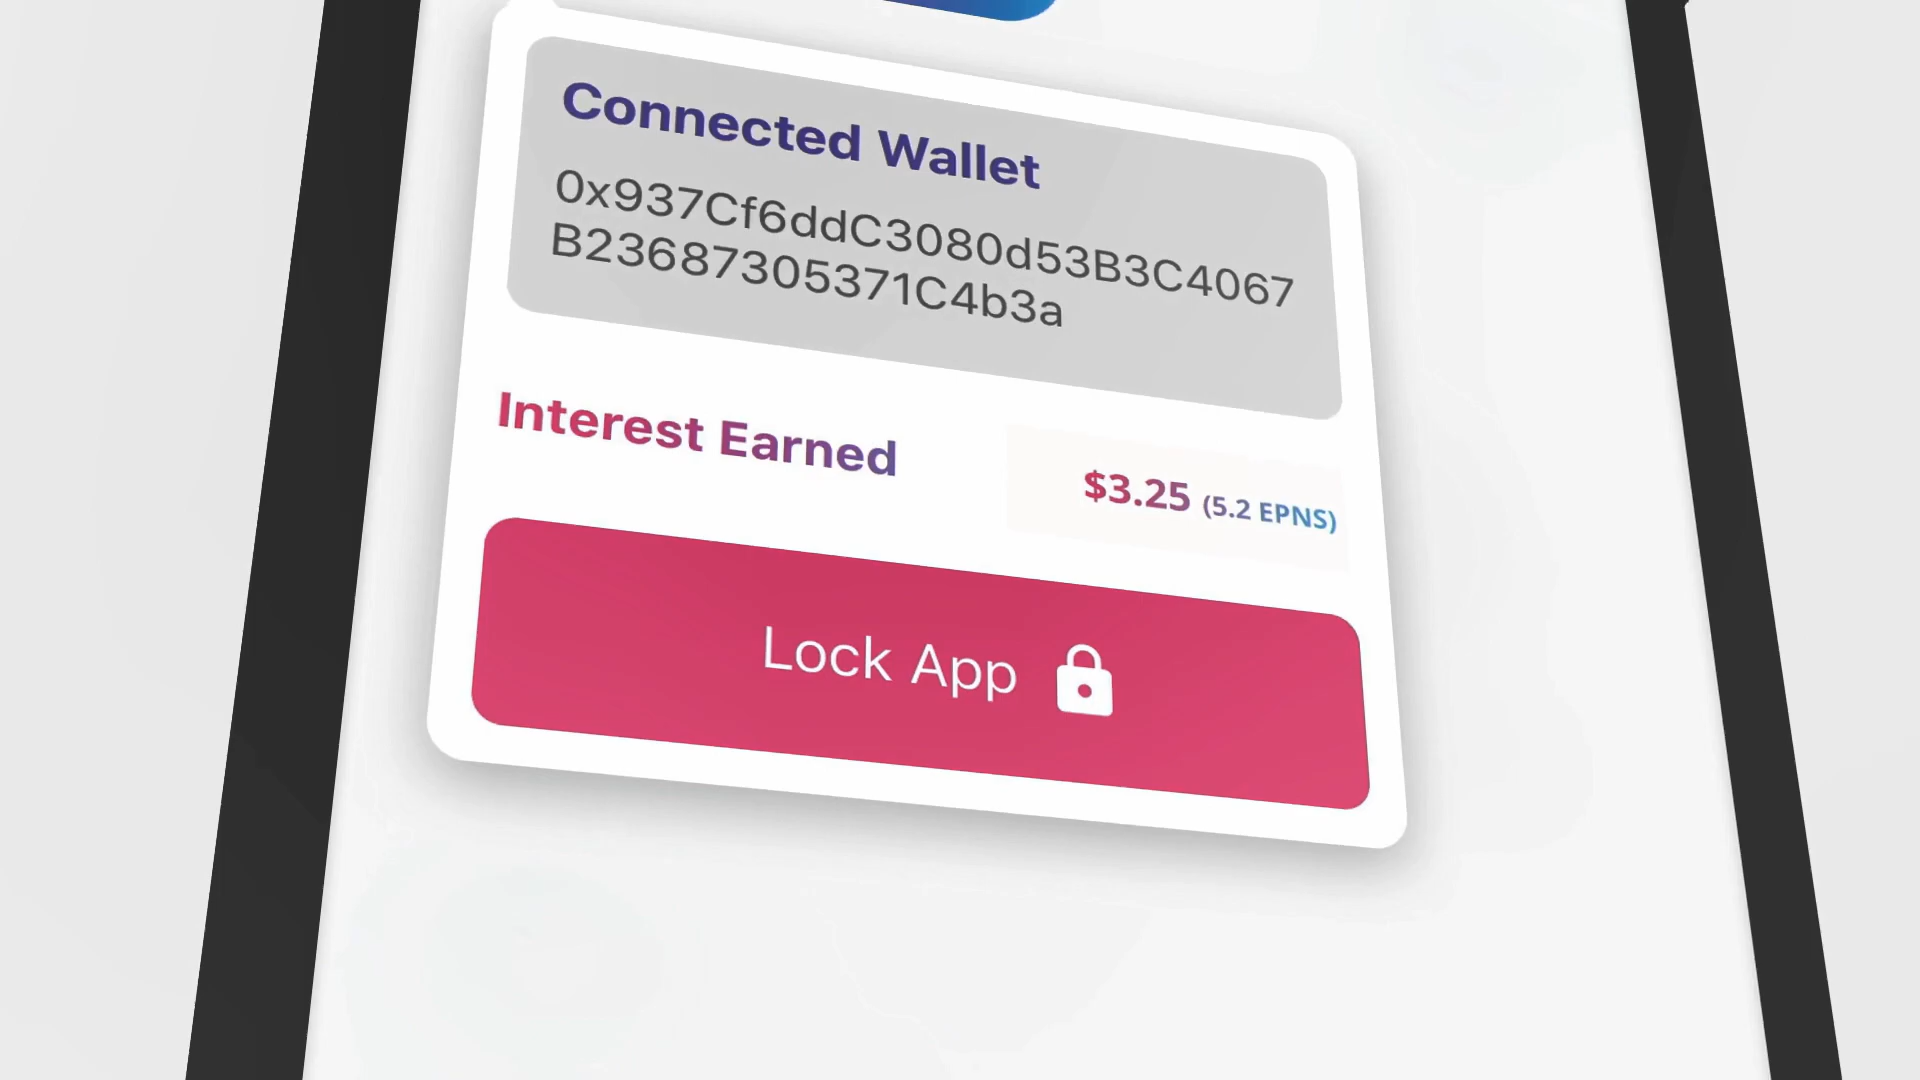 Connected Wallet
0x937Cf6ddC3080d53B3C4067
B23687305371C4b3a
Interest Earned
$3.25 (5.2 EPNS)
Lock App